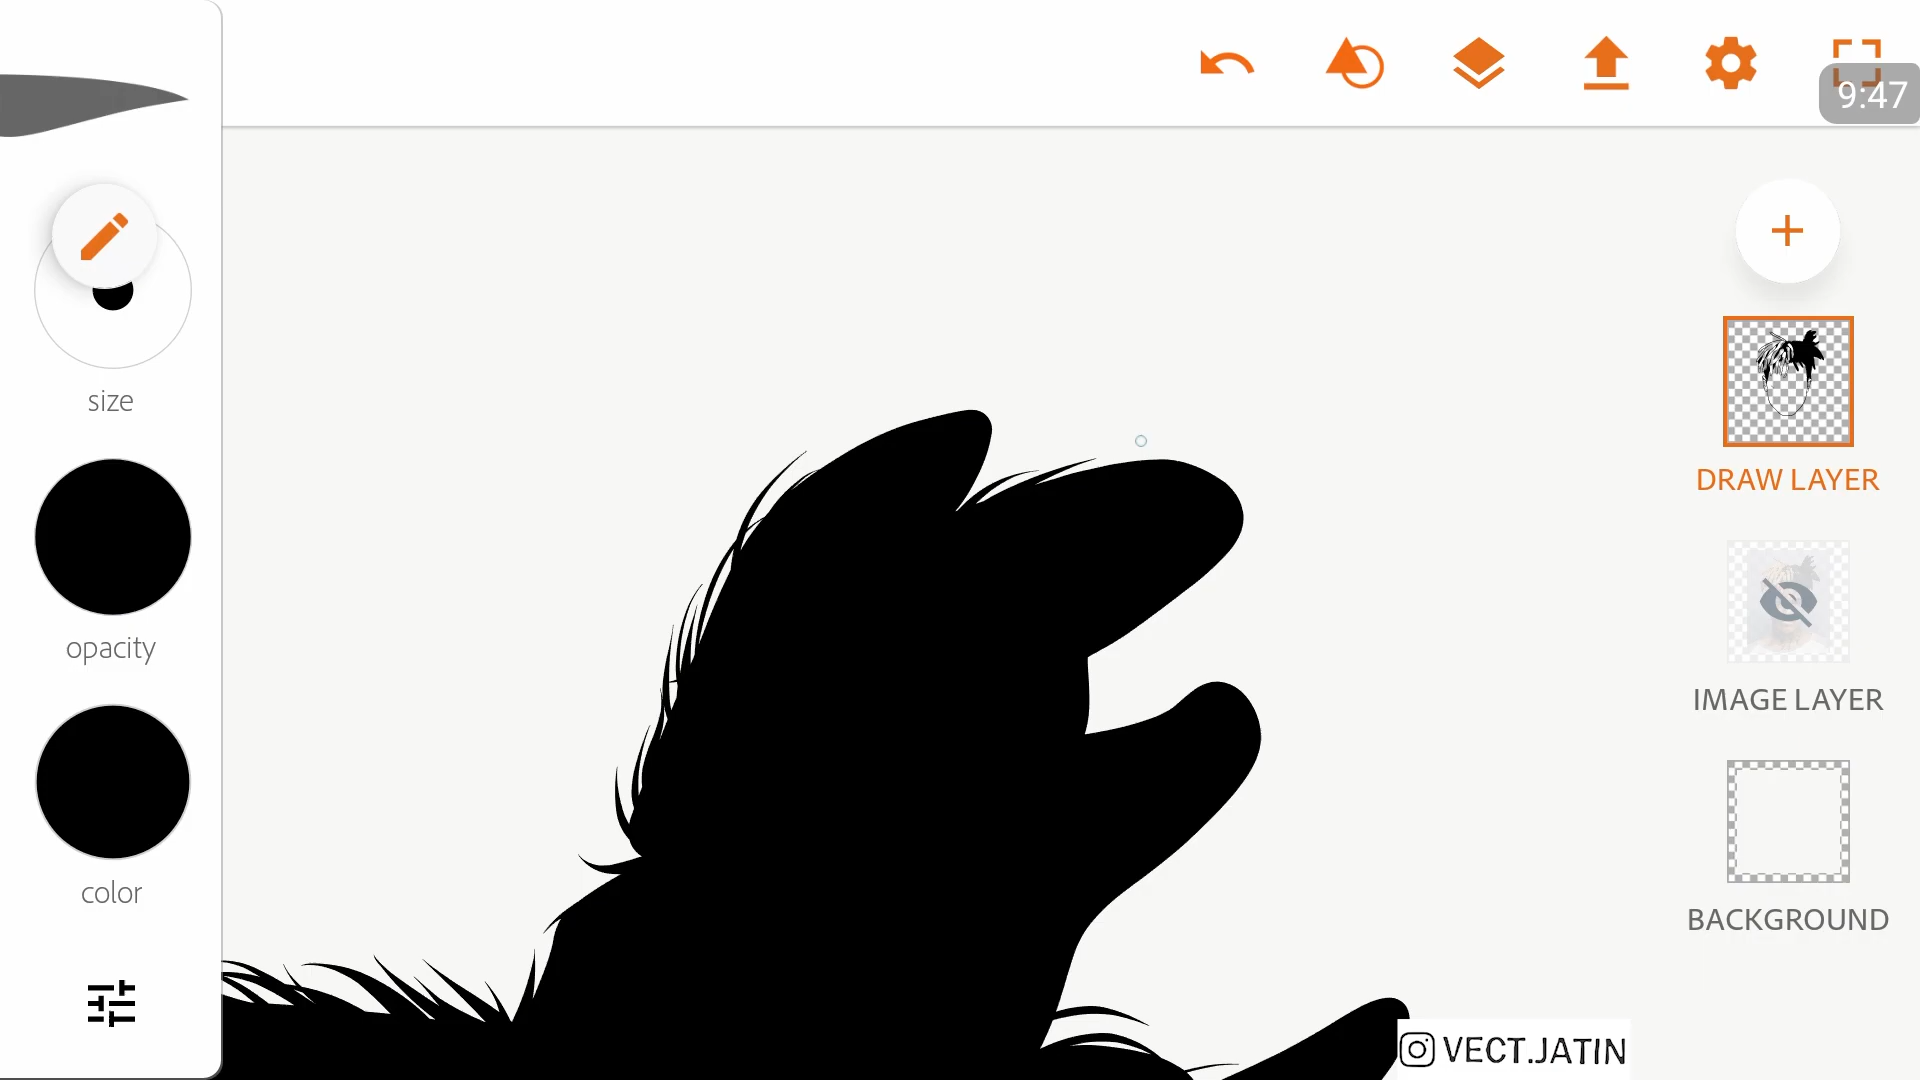 9:47
size
opacity
color
DRAW LAYER
IMAGE LAYER
BACKGROUND
VECT.JATIN